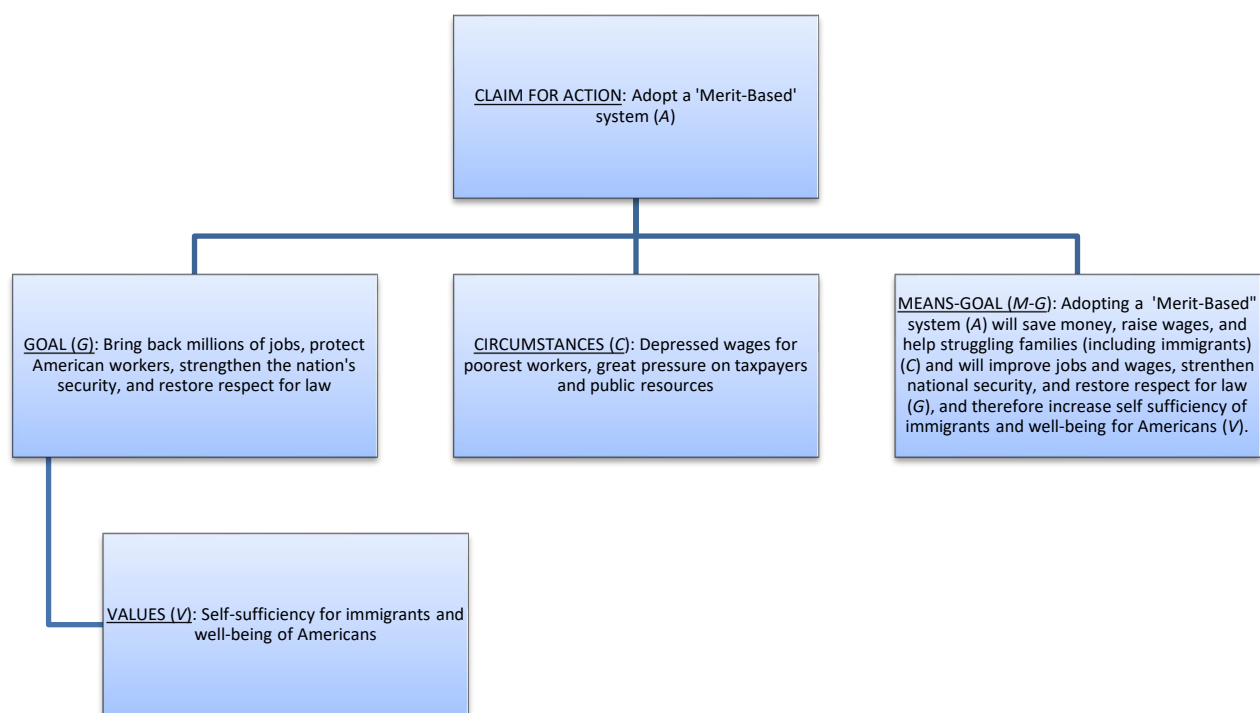 CLAIM FOR ACTION: Adopt a 'Merit-Based'
system (A)
GOAL (G): Bring back millions of jobs, protect
American workers, strengthen the nation's
security, and restore respect for law
CIRCUMSTANCES (C): Depressed wages for
poorest workers, great pressure on taxpayers
and public resources
MEANS-GOAL (M-G): Adopting a 'Merit-Based"
system (A) will save money, raise wages, and
help struggling families (including immigrants)
(C) and will improve jobs and wages, strenthen
national security, and restore respect for law
(G), and therefore increase self sufficiency of
immigrants and well-being for Americans (V).
VALUES (V): Self-sufficiency for immigrants and
well-being of Americans